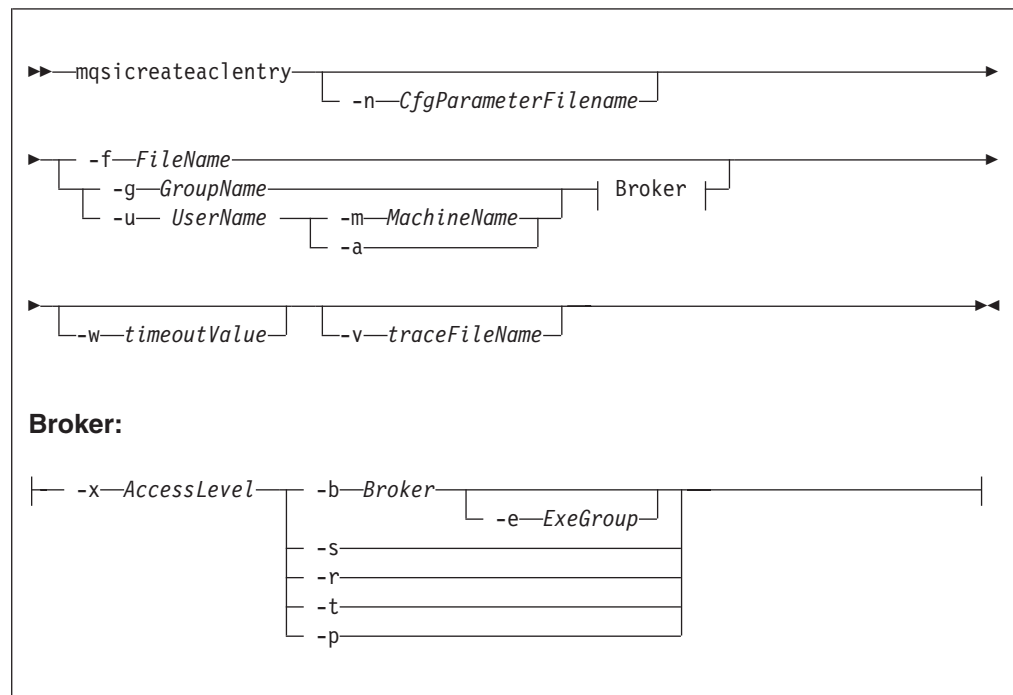 mqsicreateaclentry
-n CfgParameterFilename
-f FileName
-g GroupName Broker
-u UserName -m MachineName
-a
-w timeoutValue -v traceFileName
Broker:
-x AccessLevel -b Broker
-e ExeGroup
-s
-r
-t
-p